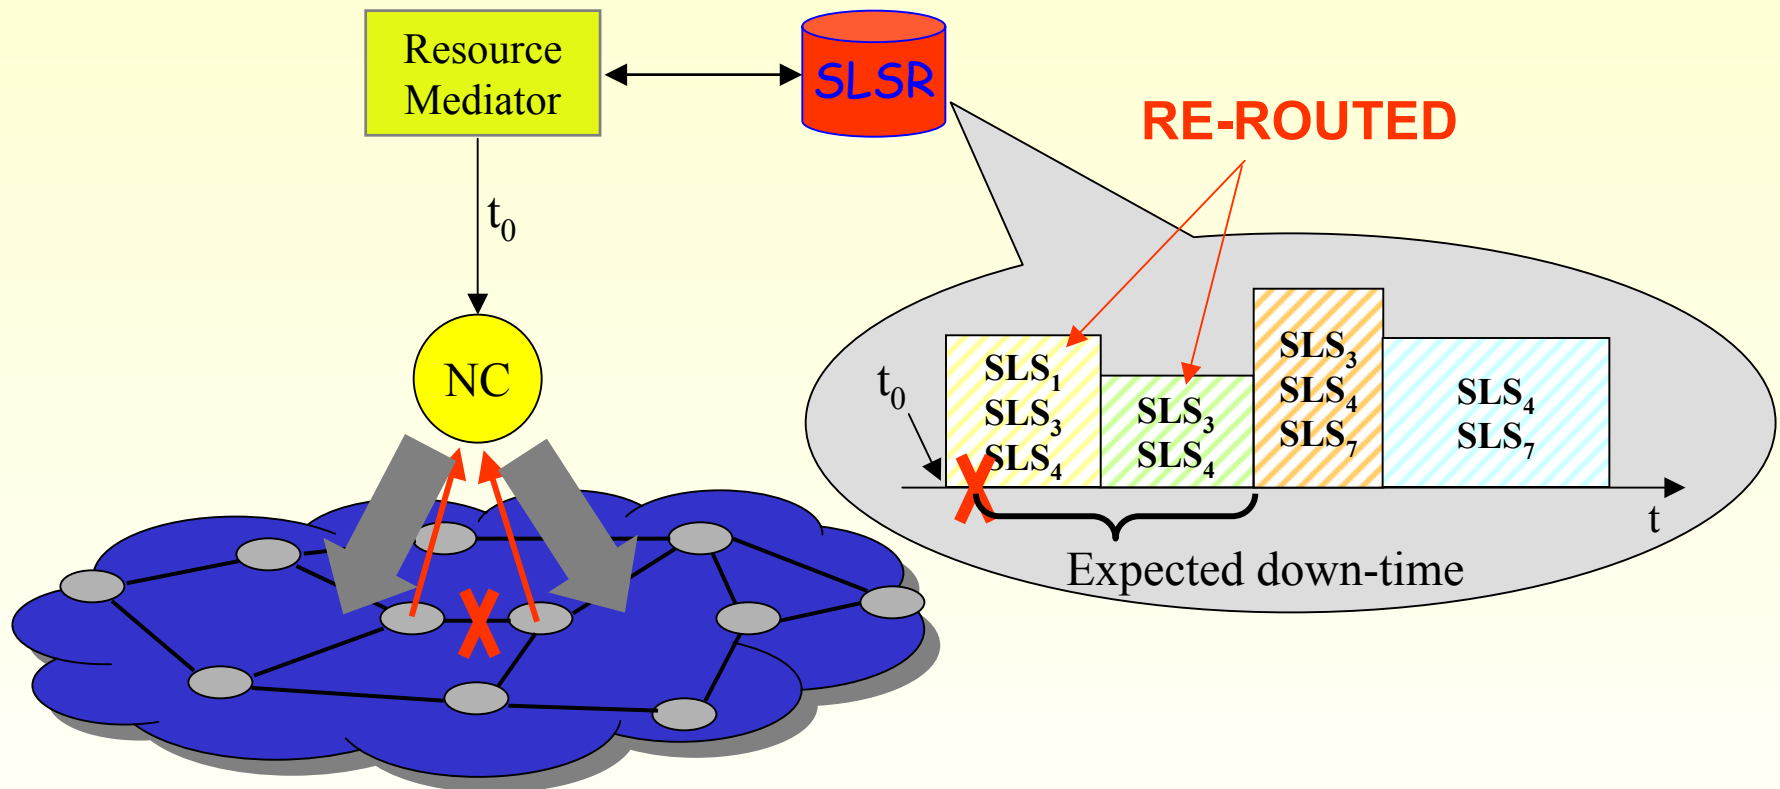 Resource
Mediator
SLSR
RE-ROUTED
t₀
NC
t₀
SLS₁
SLS₃
SLS₄
SLS₃
SLS₄
SLS₃
SLS₄
SLS₇
SLS₄
SLS₇
t
Expected down-time